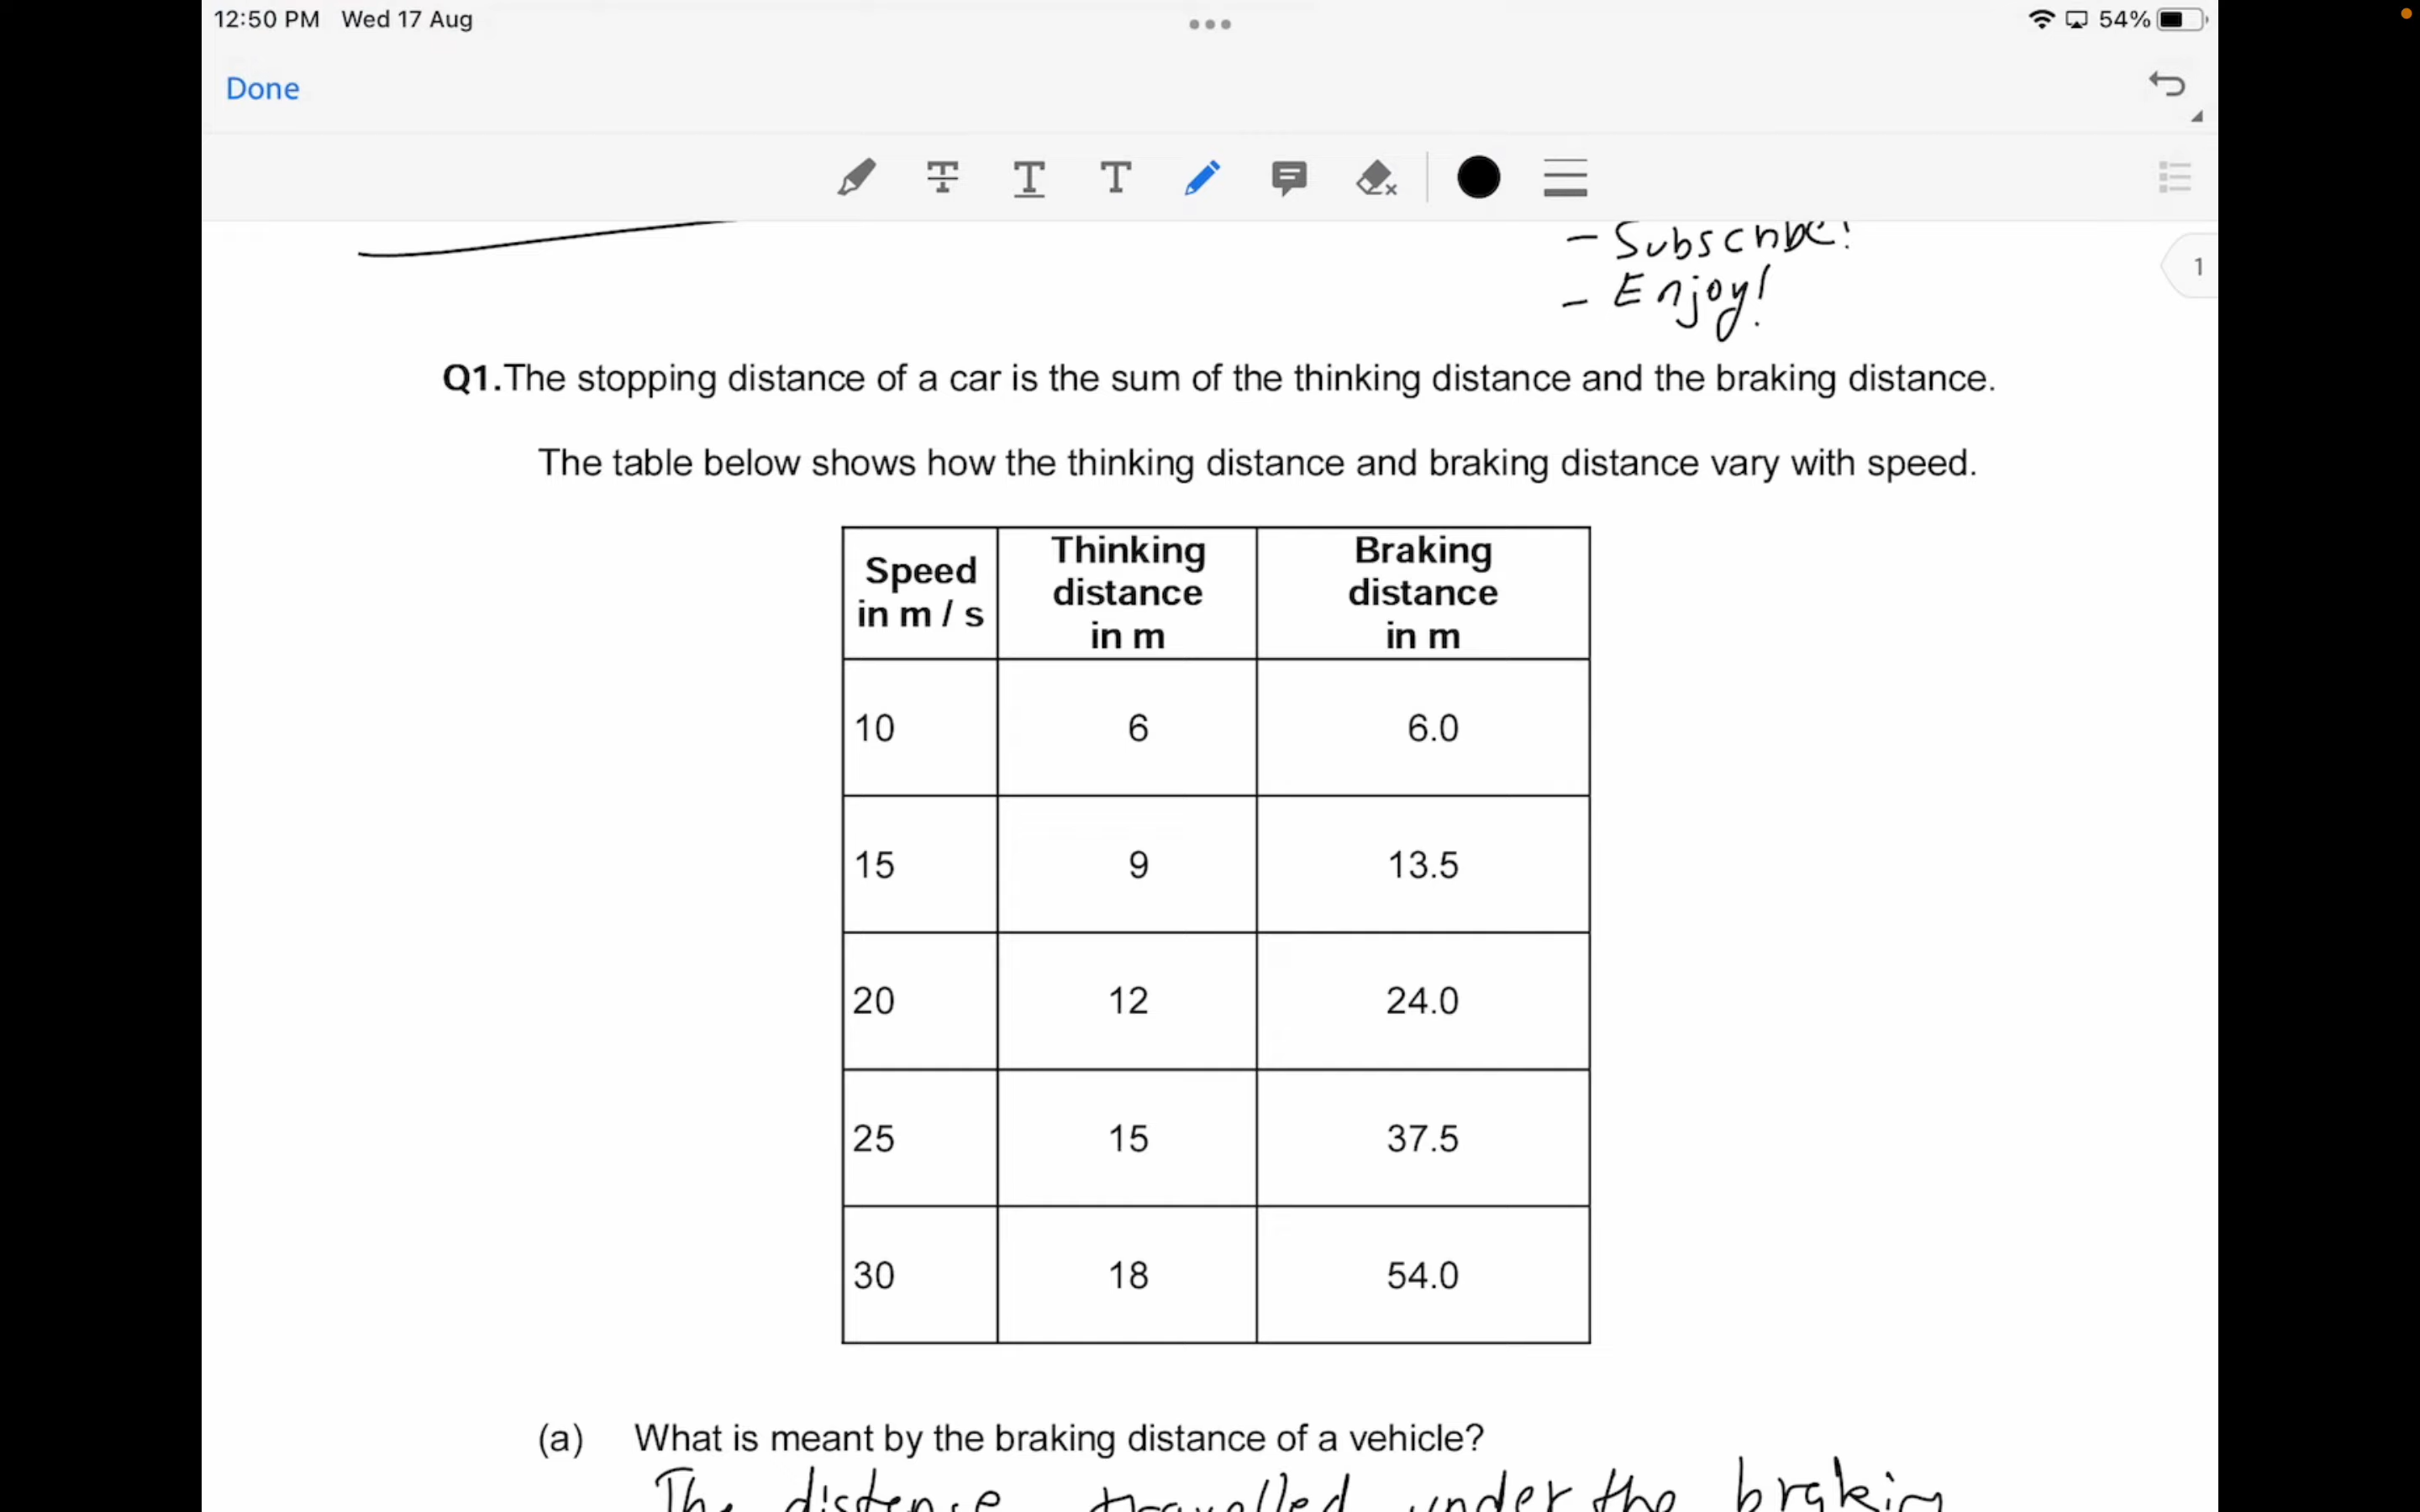 12:50 PM Wed 17 Aug
54%
Done
- Subscribe!
1
- Enjoy!
Q1.The stopping distance of a car is the sum of the thinking distance and the braking distance.
The table below shows how the thinking distance and braking distance vary with speed.
Speed in m / s Thinking distance in m Braking distance in m
10 6 6.0
15 9 13.5
20 12 24.0
25 15 37.5
30 18 54.0
(a) What is meant by the braking distance of a vehicle?
The distance travelled under the braking